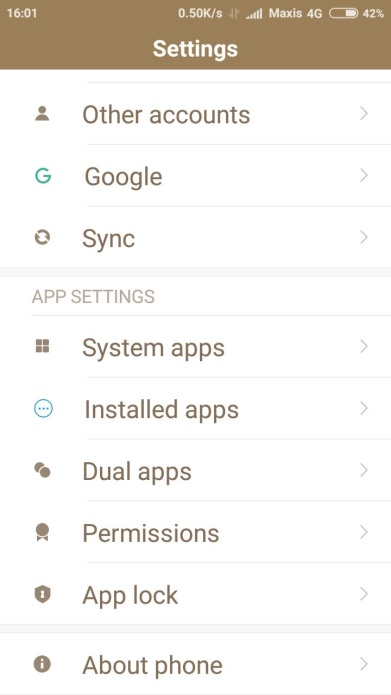 16:01 0.50K/s Maxis 4G 42%
Settings
Other accounts
G Google
Sync
APP SETTINGS
System apps
Installed apps
Dual apps
Permissions
App lock
About phone